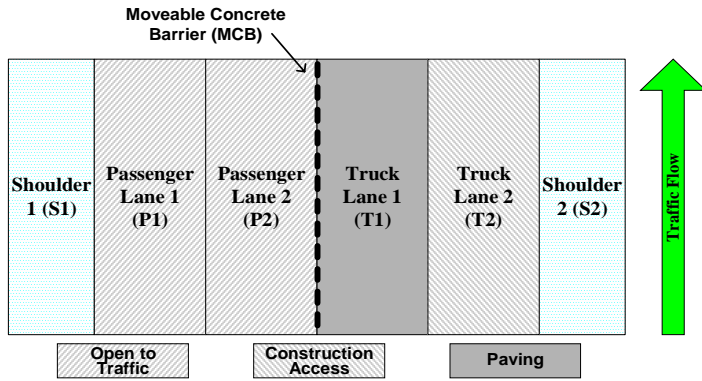 Moveable Concrete
Barrier (MCB)
Shoulder
1 (S1)
Passenger
Lane 1
(P1)
Passenger
Lane 2
(P2)
Truck
Lane 1
(T1)
Truck
Lane 2
(T2)
Shoulder
2 (S2)
Traffic Flow
Open to
Traffic
Construction
Access
Paving